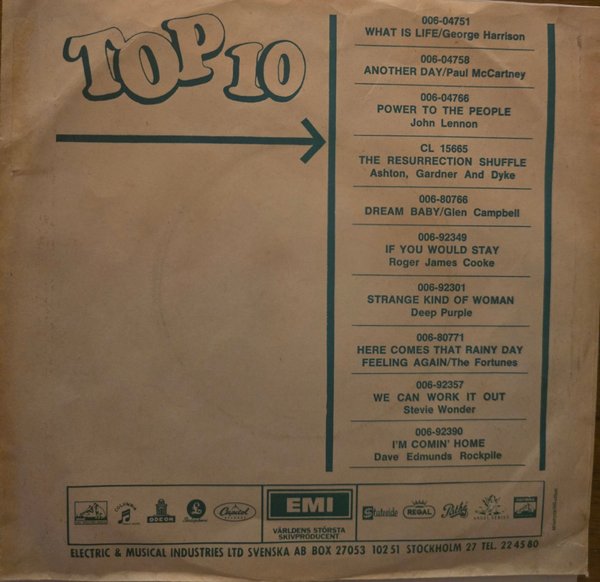 TOP 10
006-04751
WHAT IS LIFE/George Harrison
006-04758
ANOTHER DAY/Paul McCartney
006-04766
POWER TO THE PEOPLE
John Lennon
CL 15665
THE RESURRECTION SHUFFLE
Ashton, Gardner And Dyke
006-80766
DREAM BABY/Glen Campbell
006-92349
IF YOU WOULD STAY
Roger James Cooke
006-92301
STRANGE KIND OF WOMAN
Deep Purple
006-80771
HERE COMES THAT RAINY DAY
FEELING AGAIN/The Fortunes
006-92357
WE CAN WORK IT OUT
Stevie Wonder
006-92390
I'M COMIN' HOME
Dave Edmunds Rockpile
COLUMBIA
ODEON
Parlophone
Capitol
EMI
VÄRLDENS STÖRSTA
SKIVPRODUCENT
Stateside
REGAL
ELECTRIC & MUSICAL INDUSTRIES LTD SVENSKA AB BOX 27053 102 51 STOCKHOLM 27 TEL. 22 45 80